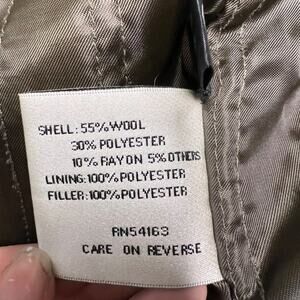 SHELL: 55% WOOL
30% POLYESTER
10% RAYON 5% OTHERS
LINING: 100% POLYESTER
FILLER: 100% POLYESTER
RN54163
CARE ON REVERSE